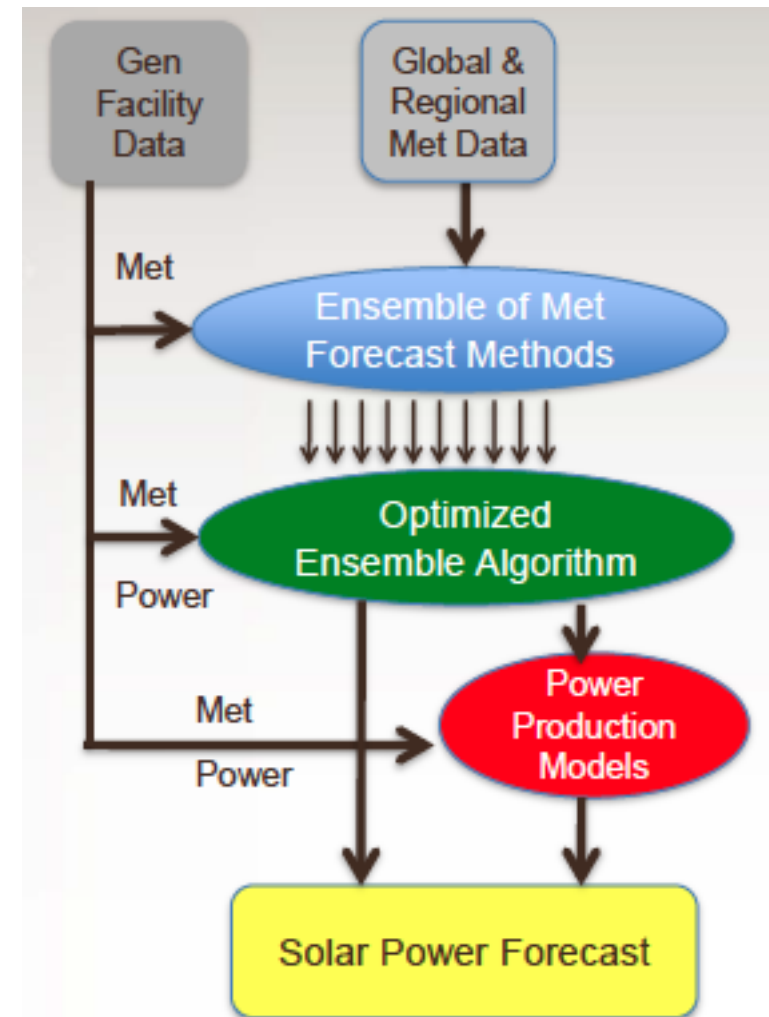 Gen
Facility
Data
Global &
Regional
Met Data
Met
Ensemble of Met
Forecast Methods
Met
Optimized
Ensemble Algorithm
Power
Power
Production
Models
Met
Power
Solar Power Forecast